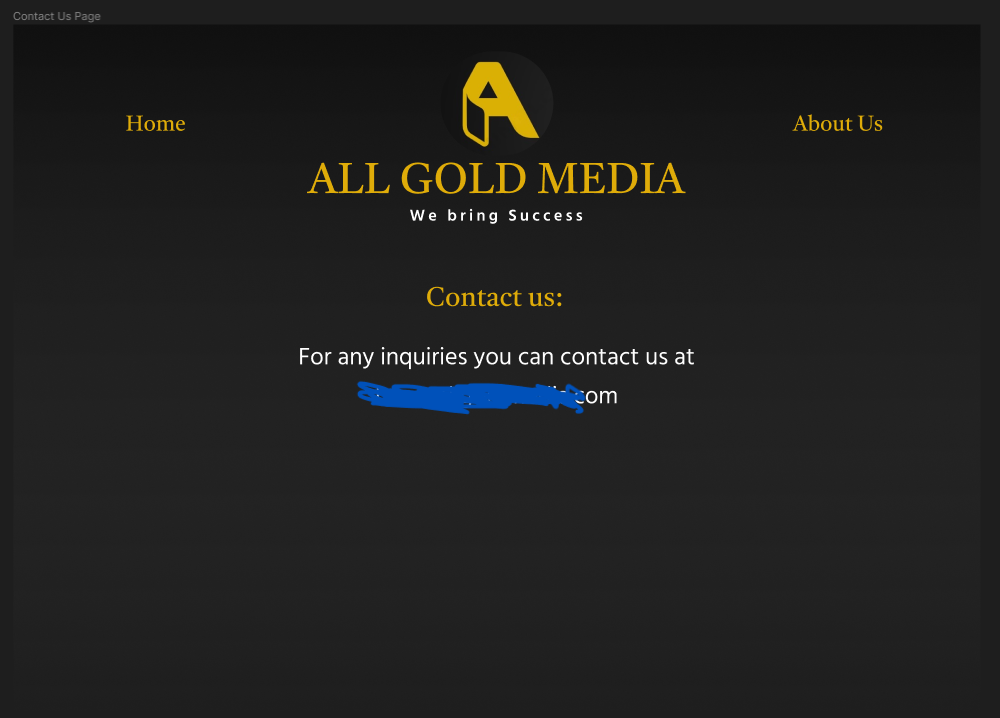 Contact Us Page
Home
About Us
ALL GOLD MEDIA
We bring Success
Contact us:
For any inquiries you can contact us at
.com